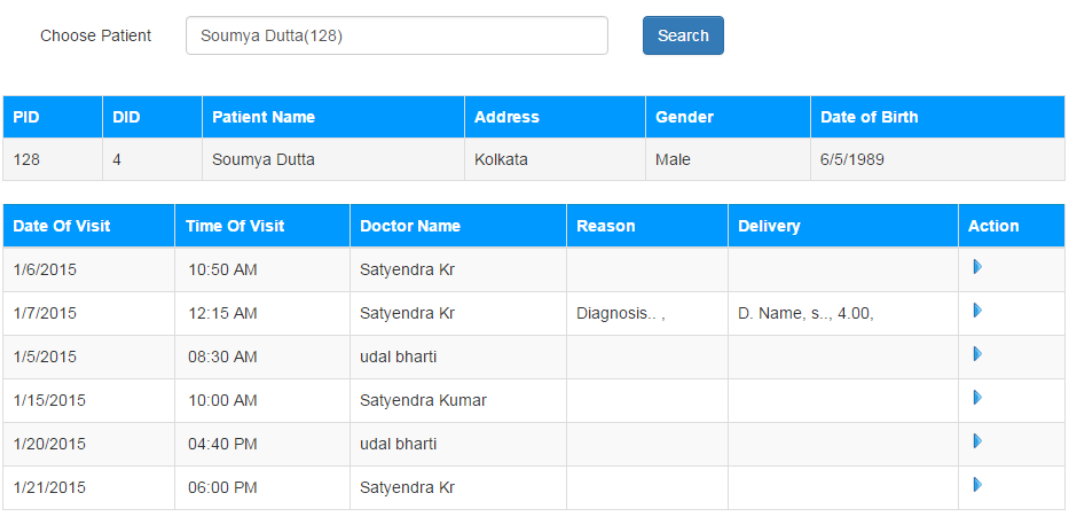 Choose Patient Soumya Dutta(128) Search
PID DID Patient Name Address Gender Date of Birth
128 4 Soumya Dutta Kolkata Male 6/5/1989
Date Of Visit Time Of Visit Doctor Name Reason Delivery Action
1/6/2015 10:50 AM Satyendra Kr
1/7/2015 12:15 AM Satyendra Kr Diagnosis.. , D. Name, s.., 4.00,
1/5/2015 08:30 AM udal bharti
1/15/2015 10:00 AM Satyendra Kumar
1/20/2015 04:40 PM udal bharti
1/21/2015 06:00 PM Satyendra Kr